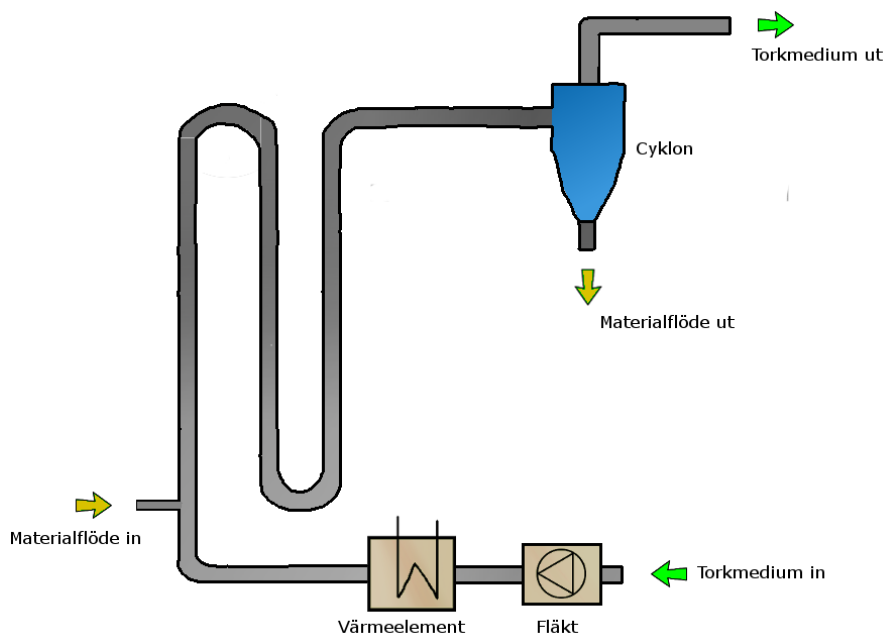 Torkmedium ut
Cyklon
Materialflöde ut
Materialflöde in
Torkmedium in
Värmeelement
Fläkt